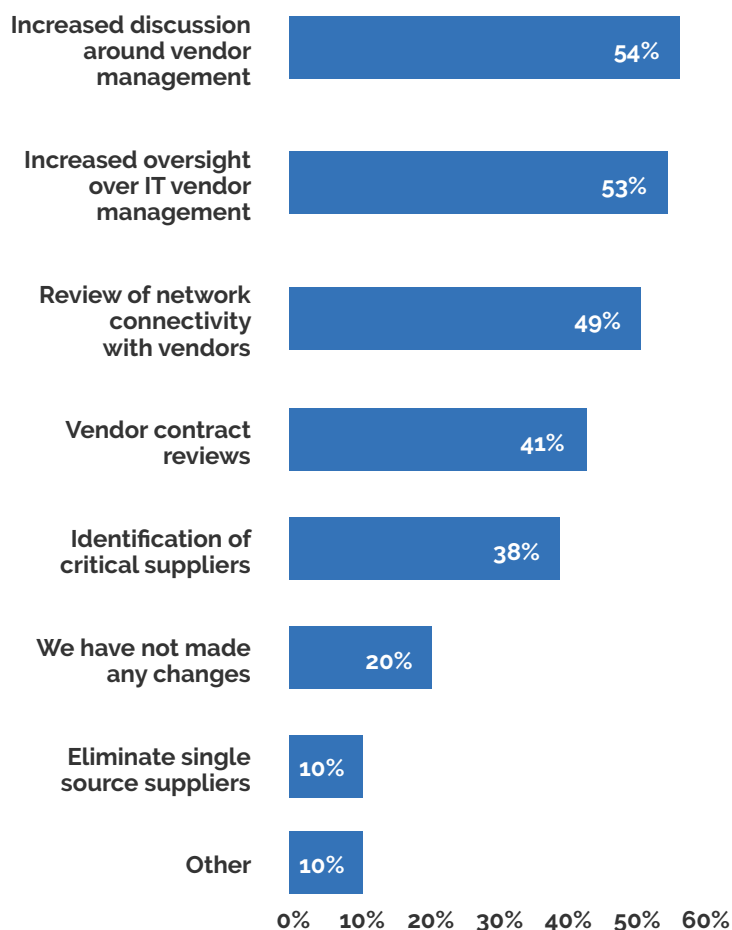 Increased discussion
around vendor
management
54%
Increased oversight
over IT vendor
management
53%
Review of network
connectivity
with vendors
49%
Vendor contract
reviews
41%
Identification of
critical suppliers
38%
We have not made
any changes
20%
Eliminate single
source suppliers
10%
Other
10%
0% 10% 20% 30% 40% 50% 60%